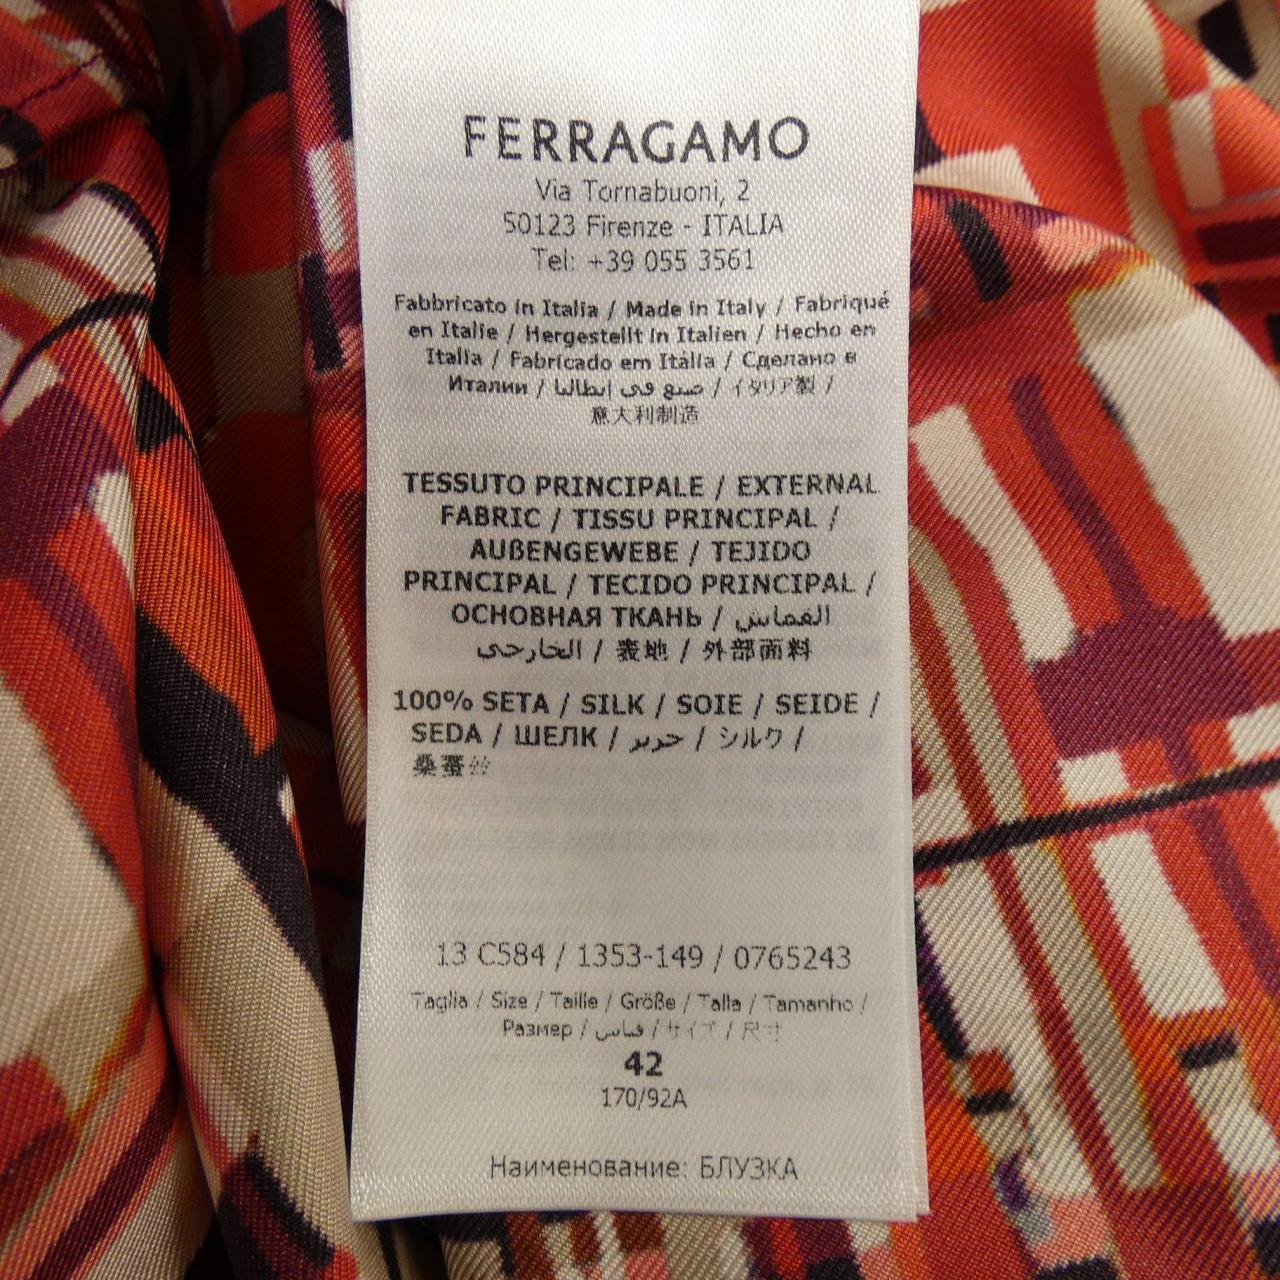 FERRAGAMO
Via Tornabuoni, 2
50123 Firenze - ITALIA
Tel: +39 055 3561
Fabbricato in Italia / Made in Italy / Fabriqué
en Italie / Hergestellt in Italien / Hecho en
Italia / Fabricado em Itália / Сделано в
Италии / صنع في إيطاليا / イタリア製 /
意大利制造
TESSUTO PRINCIPALE / EXTERNAL
FABRIC / TISSU PRINCIPAL /
AUßENGEWEBE / TEJIDO
PRINCIPAL / TECIDO PRINCIPAL /
ОСНОВНАЯ ТКАНЬ / القماش
الخارجي / 表地 / 外部面料
100% SETA / SILK / SOIE / SEIDE /
SEDA / ШЕЛК / حرير / シルク /
桑蚕丝
13 C584 / 1353-149 / 0765243
Taglia / Size / Taille / Größe / Talla / Tamanho /
Размер / قياس / サイズ / 尺寸
42
170/92A
Наименование: БЛУЗКА